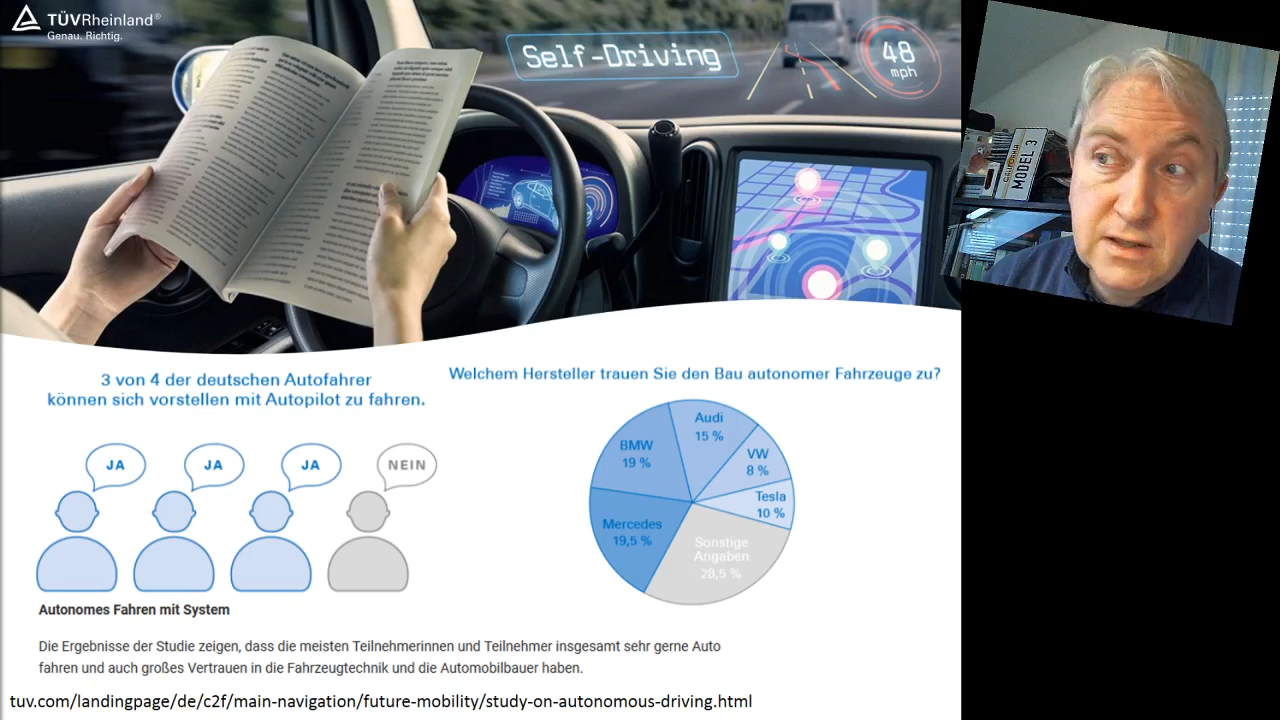 TÜVRheinland®
Genau. Richtig.
Self-Driving
48
mph
CALIFORNIA
MODEL 3
3 von 4 der deutschen Autofahrer
können sich vorstellen mit Autopilot zu fahren.
JA
JA
JA
NEIN
Welchem Hersteller trauen Sie den Bau autonomer Fahrzeuge zu?
Audi
15 %
BMW
19 %
VW
8 %
Tesla
10 %
Mercedes
19,5 %
Sonstige
Angaben
28,5 %
Autonomes Fahren mit System
Die Ergebnisse der Studie zeigen, dass die meisten Teilnehmerinnen und Teilnehmer insgesamt sehr gerne Auto
fahren und auch großes Vertrauen in die Fahrzeugtechnik und die Automobilbauer haben.
tuv.com/landingpage/de/c2f/main-navigation/future-mobility/study-on-autonomous-driving.html